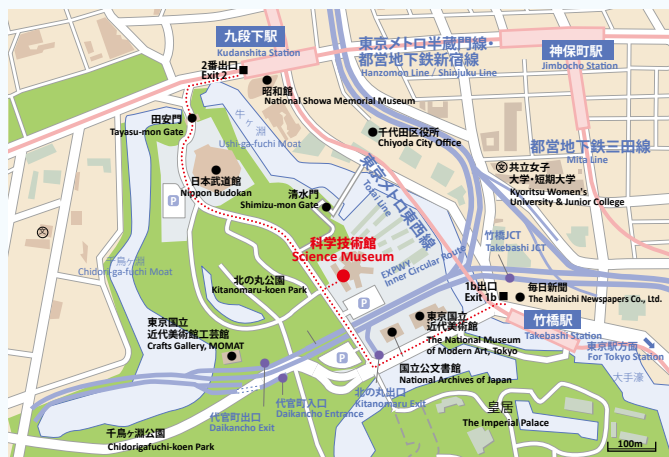 九段下駅
Kudanshita Station
2番出口
Exit 2
昭和館
National Showa Memorial Museum
東京メトロ半蔵門線・
都営地下鉄新宿線
Hanzomon Line / Shinjuku Line
神保町駅
Jimbocho Station
田安門
Tayasu-mon Gate
牛ヶ淵
Ushi-ga-fuchi Moat
千代田区役所
Chiyoda City Office
都営地下鉄三田線
Mita Line
日本武道館
Nippon Budokan
清水門
Shimizu-mon Gate
東京メトロ東西線
Tozai Line
文
共立女子
大学・短期大学
Kyoritsu Women's
University & Junior College
P
文
千鳥ヶ淵
Chidori-ga-fuchi Moat
科学技術館
Science Museum
竹橋JCT
Takebashi JCT
EXPWY
Inner Circular Route
北の丸公園
Kitanomaru-koen Park
P
1b出口
Exit 1b
毎日新聞
The Mainichi Newspapers Co., Ltd.
東京国立
近代美術館
The National Museum
of Modern Art, Tokyo
竹橋駅
Takebashi Station
東京国立
近代美術館工芸館
Crafts Gallery, MOMAT
P
国立公文書館
National Archives of Japan
東京駅方面
For Tokyo Station
大手濠
代官町出口
Daikancho Exit
代官町入口
Daikancho Entrance
北の丸出口
Kitanomaru Exit
皇居
The Imperial Palace
千鳥ヶ淵公園
Chidorigafuchi-koen Park
100m